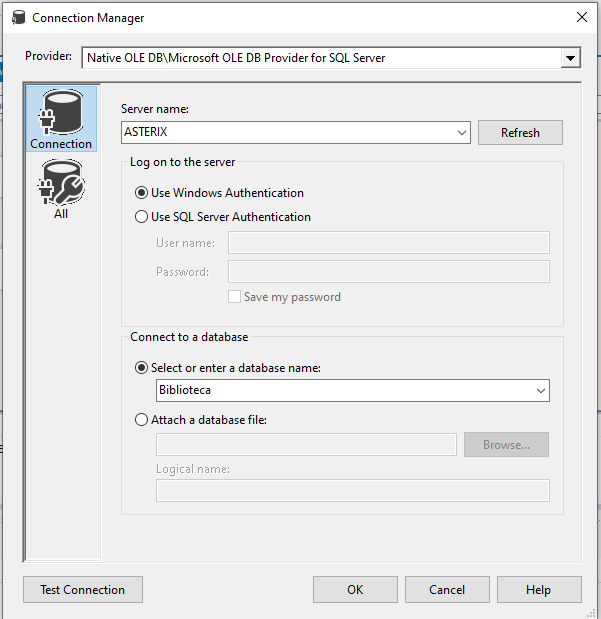 Connection Manager
Provider: Native OLE DB\Microsoft OLE DB Provider for SQL Server
Connection
All
Server name:
ASTERIX
Refresh
Log on to the server
Use Windows Authentication
Use SQL Server Authentication
User name:
Password:
Save my password
Connect to a database
Select or enter a database name:
Biblioteca
Attach a database file:
Browse...
Logical name:
Test Connection
OK
Cancel
Help